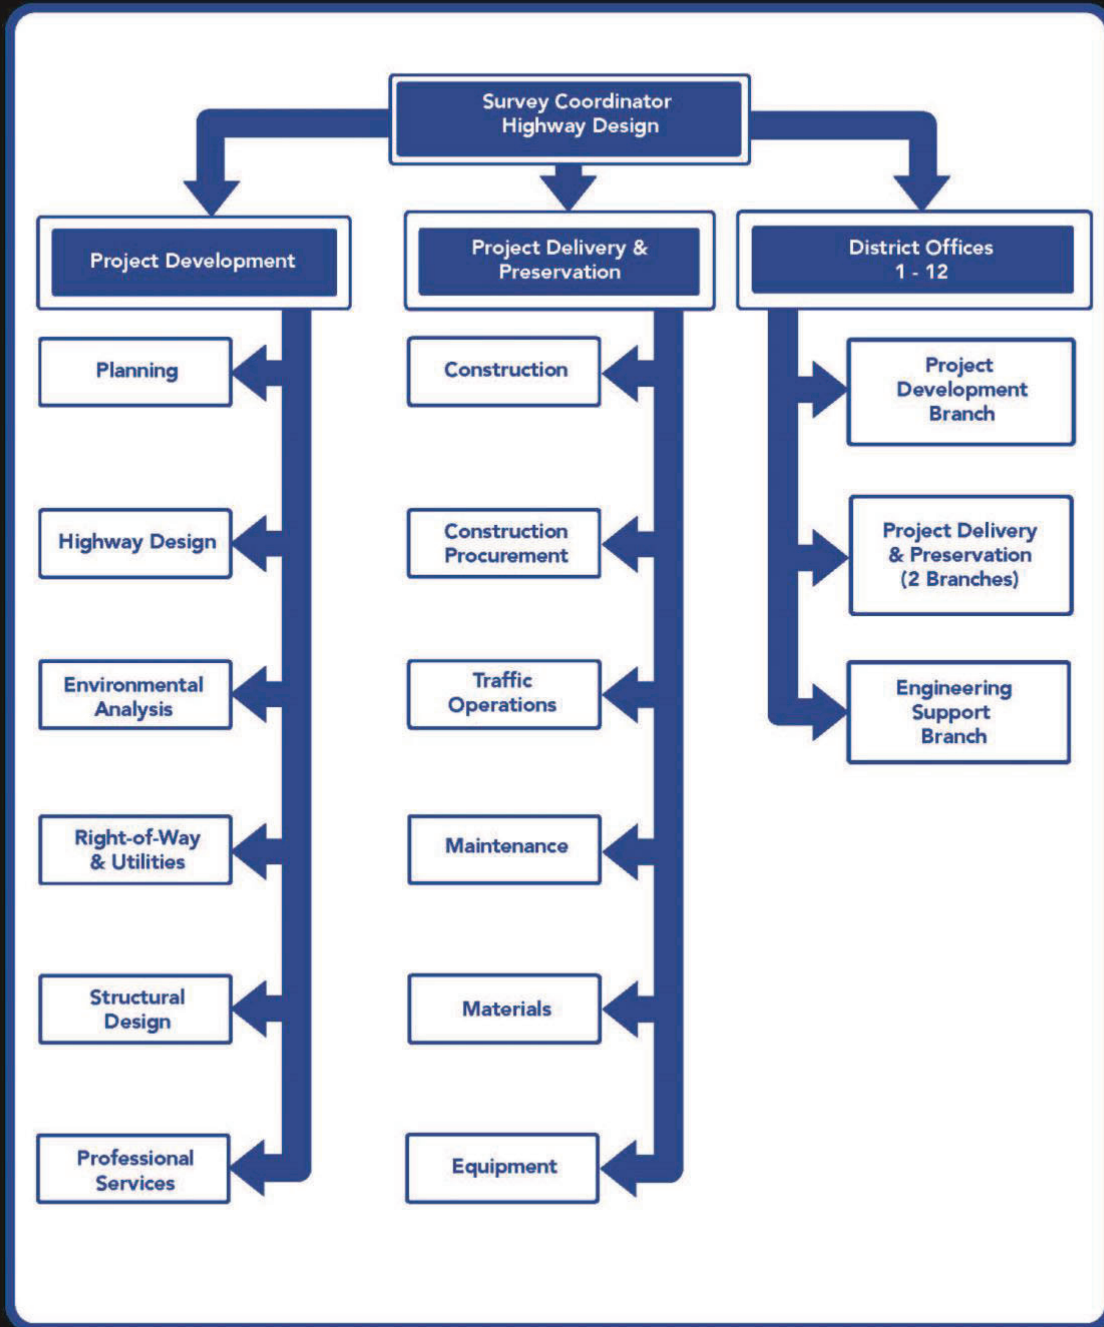 Survey Coordinator
Highway Design
Project Development
Planning
Highway Design
Environmental
Analysis
Right-of-Way
& Utilities
Structural
Design
Professional
Services
Project Delivery &
Preservation
Construction
Construction
Procurement
Traffic
Operations
Maintenance
Materials
Equipment
District Offices
1 - 12
Project
Development
Branch
Project Delivery
& Preservation
(2 Branches)
Engineering
Support
Branch